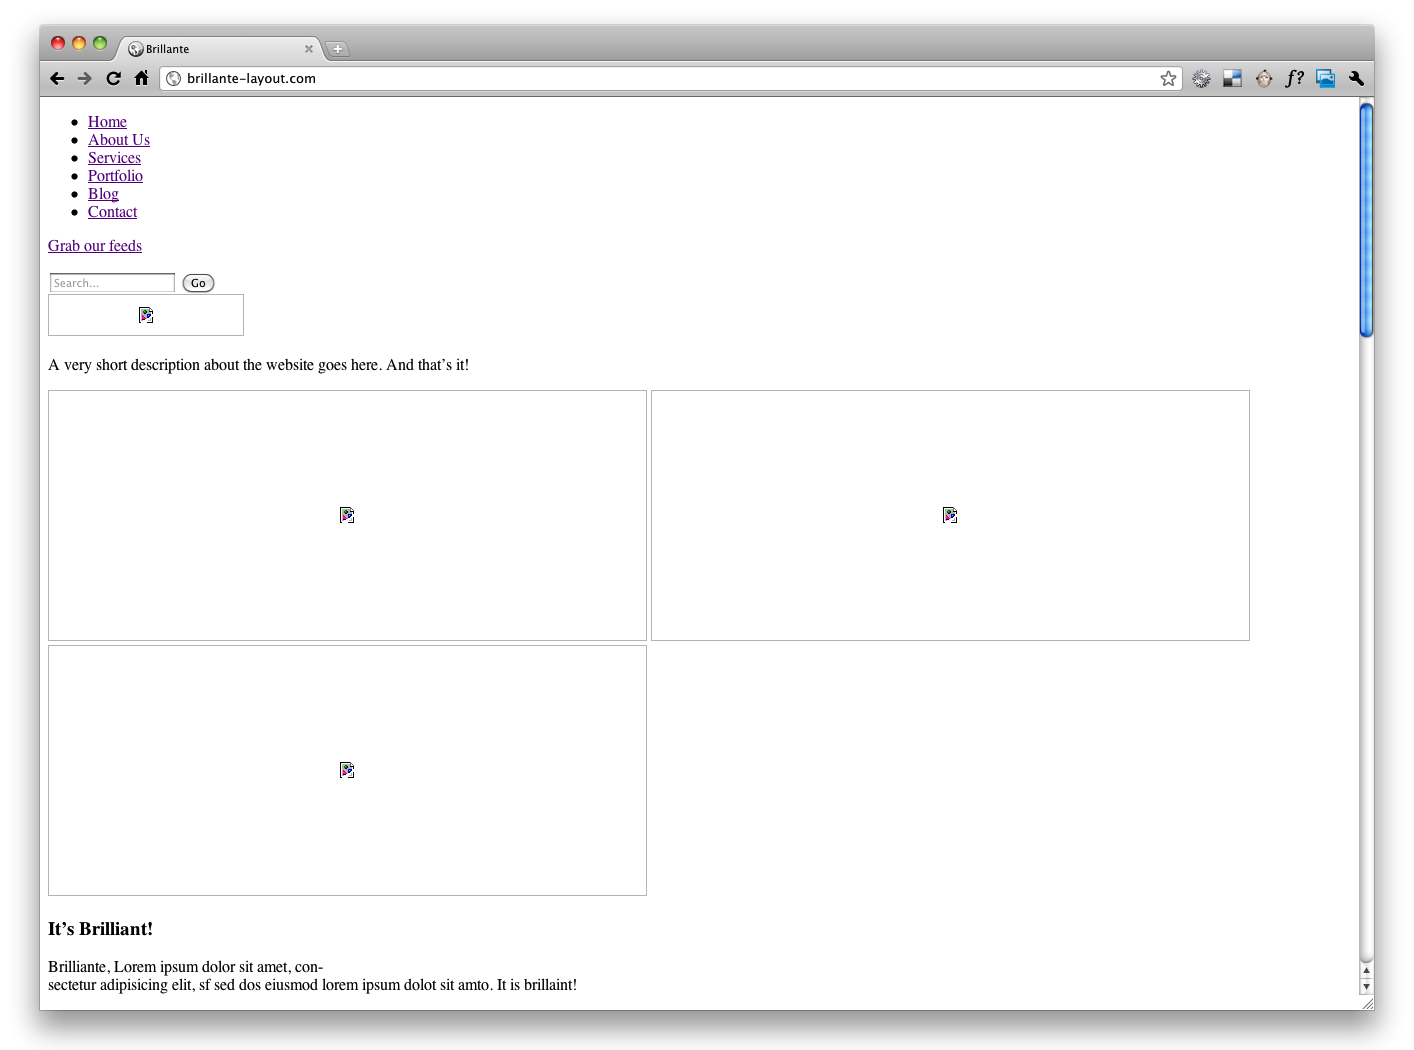 Brillante
brillante-layout.com
f?
Home
About Us
Services
Portfolio
Blog
Contact
Grab our feeds
Search...
Go
A very short description about the website goes here. And that’s it!
It’s Brilliant!
Brilliante, Lorem ipsum dolor sit amet, con-
sectetur adipisicing elit, sf sed dos eiusmod lorem ipsum dolot sit amto. It is brillaint!